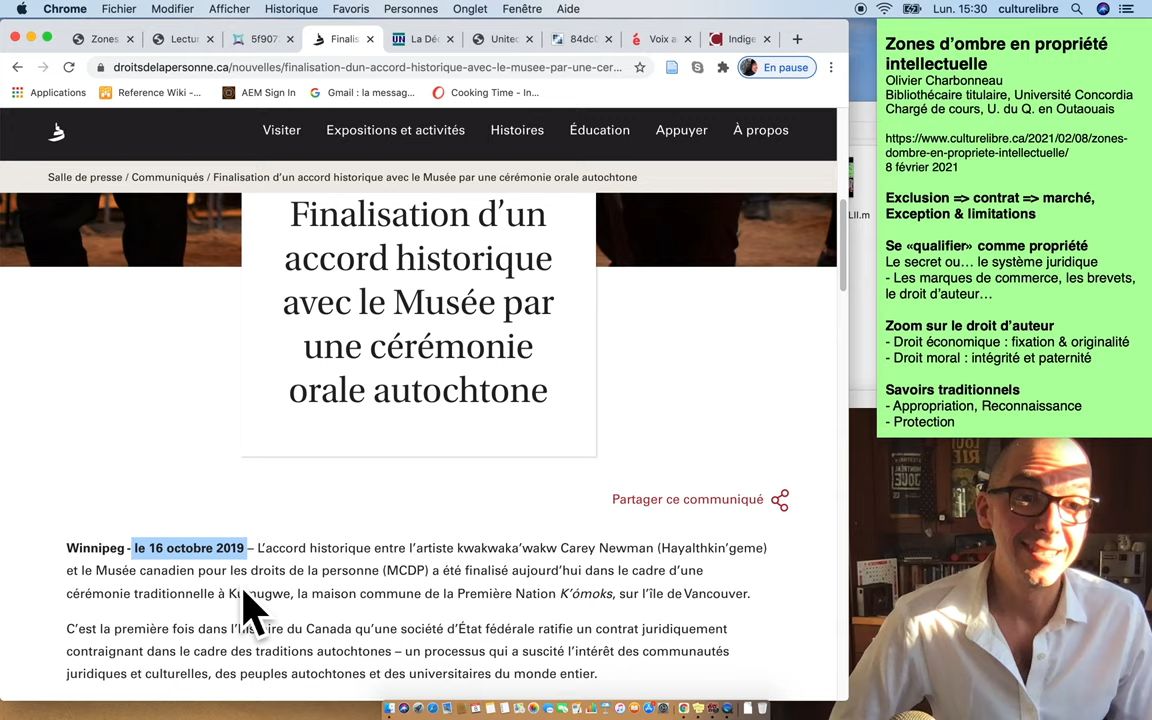 Chrome Fichier Modifier Afficher Historique Favoris Personnes Onglet Fenêtre Aide Lun. 15:30 culturelibre
Zones Lectur 5f907 Finalis La Déc Unitec 84dc Voix a Indige
droitsdelapersonne.ca/nouvelles/finalisation-dun-accord-historique-avec-le-musee-par-une-cer... En pause
Applications Reference Wiki -... AEM Sign In Gmail : la messag... Cooking Time - In...
Visiter Expositions et activités Histoires Éducation Appuyer À propos
Salle de presse / Communiqués / Finalisation d’un accord historique avec le Musée par une cérémonie orale autochtone
Finalisation d’un
accord historique
avec le Musée par
une cérémonie
orale autochtone
Partager ce communiqué
Winnipeg - le 16 octobre 2019 – L’accord historique entre l’artiste kwakwaka’wakw Carey Newman (Hayalthkin’geme)
et le Musée canadien pour les droits de la personne (MCDP) a été finalisé aujourd’hui dans le cadre d’une
cérémonie traditionnelle à, la maison commune de la Première Nation K’ómoks, sur l’île de Vancouver.
C’est la première fois dans l’histoire du Canada qu’une société d’État fédérale ratifie un contrat juridiquement
contraignant dans le cadre des traditions autochtones – un processus qui a suscité l’intérêt des communautés
juridiques et culturelles, des peuples autochtones et des universitaires du monde entier.
Zones d’ombre en propriété
intellectuelle
Olivier Charbonneau
Bibliothécaire titulaire, Université Concordia
Chargé de cours, U. du Q. en Outaouais
https://www.culturelibre.ca/2021/02/08/zones-
dombre-en-propriete-intellectuelle/
8 février 2021
Exclusion => contrat => marché,
Exception & limitations
Se «qualifier» comme propriété
Le secret ou… le système juridique
- Les marques de commerce, les brevets,
le droit d’auteur…
Zoom sur le droit d’auteur
- Droit économique : fixation & originalité
- Droit moral : intégrité et paternité
Savoirs traditionnels
- Appropriation, Reconnaissance
- Protection